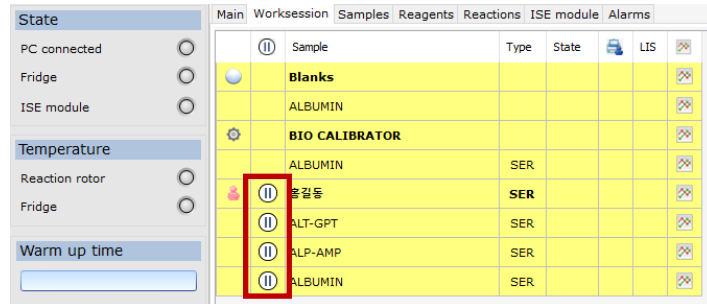 State
PC connected
Fridge
ISE module
Temperature
Reaction rotor
Fridge
Warm up time
Main Worksession Samples Reagents Reactions ISE module Alarms
Sample Type State LIS
Blanks
ALBUMIN
BIO CALIBRATOR
ALBUMIN SER
홍길동 SER
ALT-GPT SER
ALP-AMP SER
ALBUMIN SER